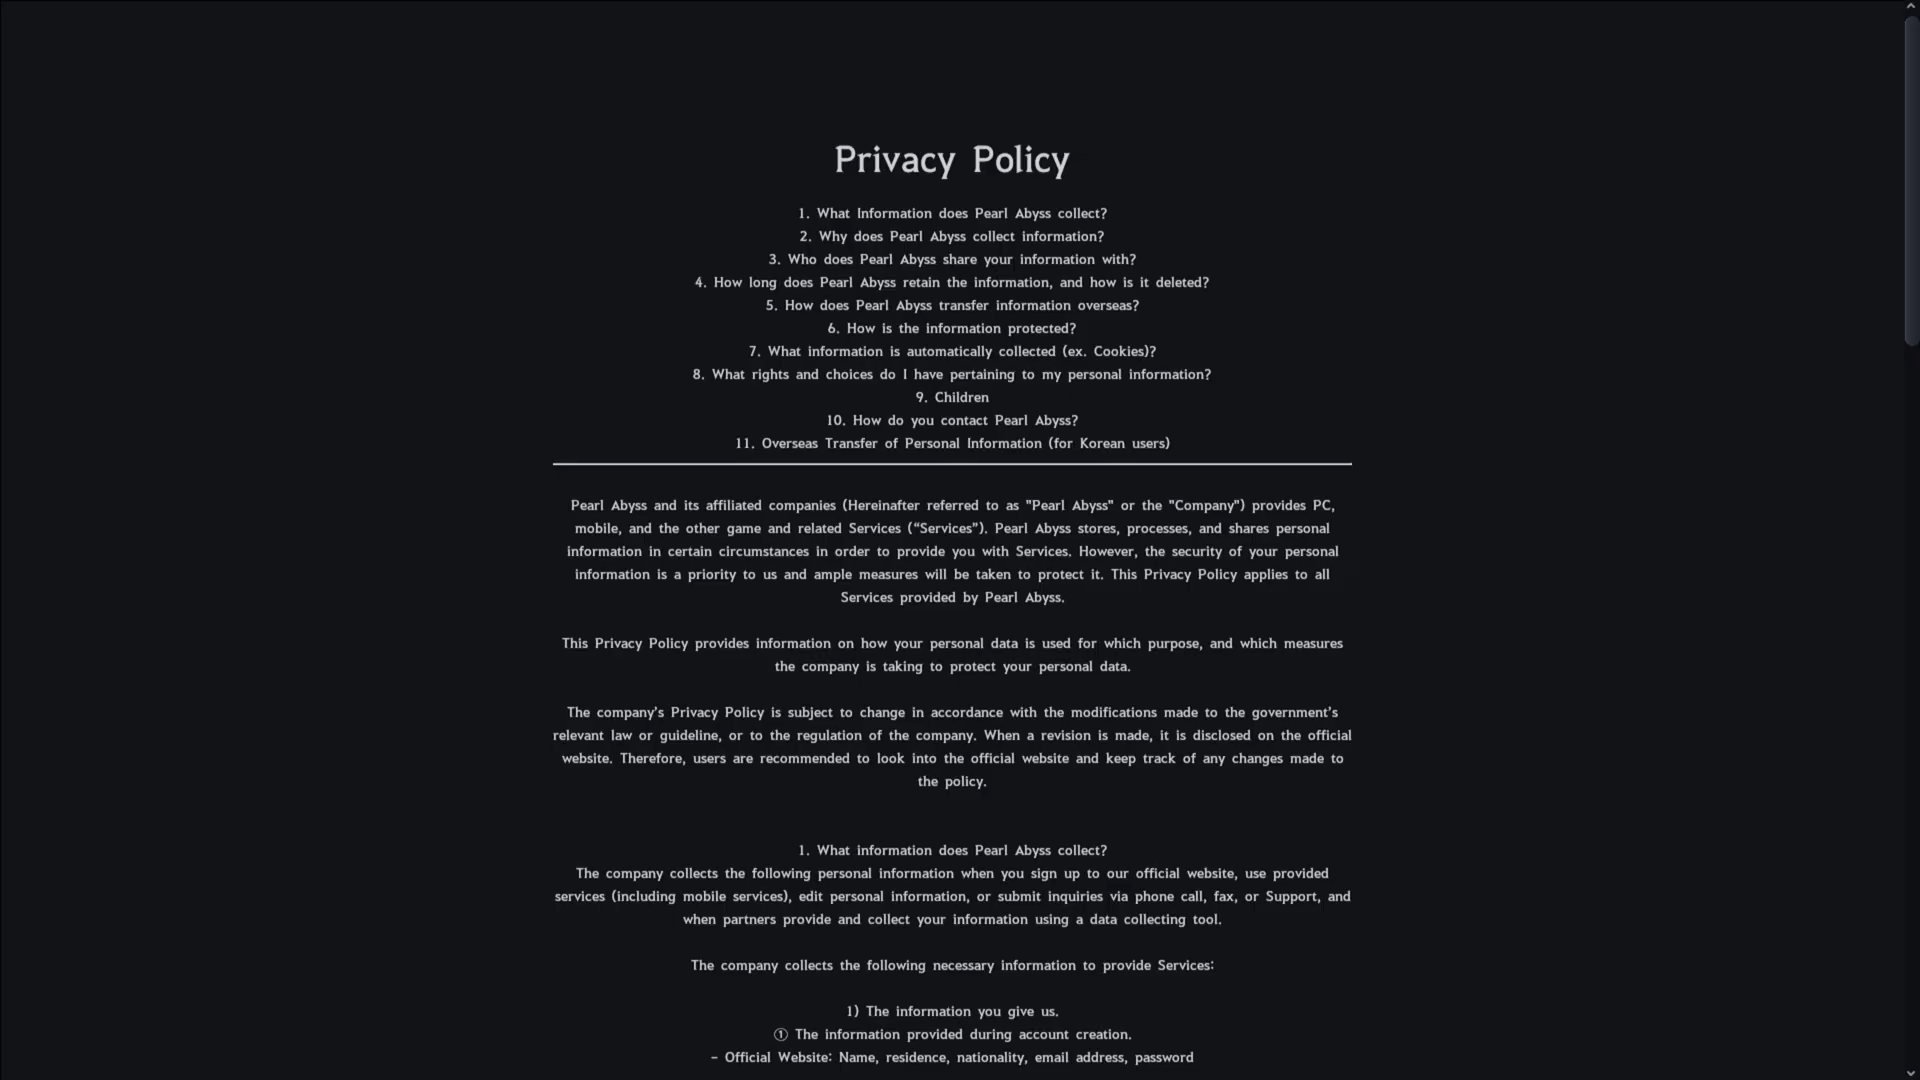 Privacy Policy
1. What Information does Pearl Abyss collect?
2. Why does Pearl Abyss collect information?
3. Who does Pearl Abyss share your information with?
4. How long does Pearl Abyss retain the information, and how is it deleted?
5. How does Pearl Abyss transfer information overseas?
6. How is the information protected?
7. What information is automatically collected (ex. Cookies)?
8. What rights and choices do I have pertaining to my personal information?
9. Children
10. How do you contact Pearl Abyss?
11. Overseas Transfer of Personal Information (for Korean users)
Pearl Abyss and its affiliated companies (Hereinafter referred to as "Pearl Abyss" or the "Company") provides PC,
mobile, and the other game and related Services (“Services”). Pearl Abyss stores, processes, and shares personal
information in certain circumstances in order to provide you with Services. However, the security of your personal
information is a priority to us and ample measures will be taken to protect it. This Privacy Policy applies to all
Services provided by Pearl Abyss.
This Privacy Policy provides information on how your personal data is used for which purpose, and which measures
the company is taking to protect your personal data.
The company’s Privacy Policy is subject to change in accordance with the modifications made to the government’s
relevant law or guideline, or to the regulation of the company. When a revision is made, it is disclosed on the official
website. Therefore, users are recommended to look into the official website and keep track of any changes made to
the policy.
1. What information does Pearl Abyss collect?
The company collects the following personal information when you sign up to our official website, use provided
services (including mobile services), edit personal information, or submit inquiries via phone call, fax, or Support, and
when partners provide and collect your information using a data collecting tool.
The company collects the following necessary information to provide Services:
1) The information you give us.
① The information provided during account creation.
- Official Website: Name, residence, nationality, email address, password